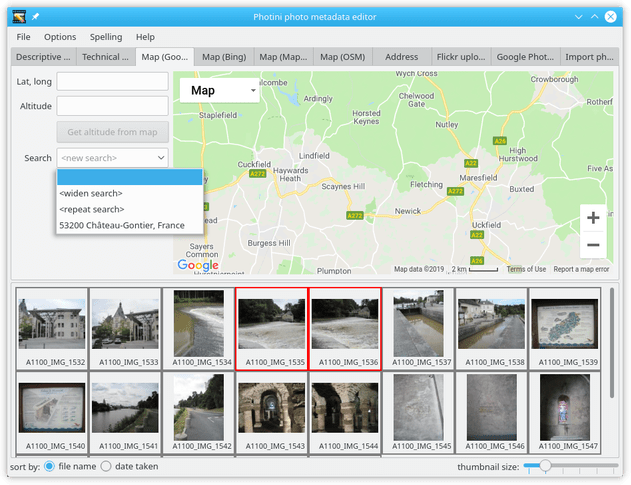 Photini photo metadata editor
File Options Spelling Help
Descriptive ... Technical ... Map (Goo... Map (Bing) Map (Map... Map (OSM) Address Flickr uplo... Google Phot... Import ph...
Lat, long
Altitude
Get altitude from map
Search <new search>
<widen search>
<repeat search>
53200 Château-Gontier, France
Map
Wych Cross
Crowborough
Ardingly
Chelwood
Gate
Rotherf
Staplefield
Horsted
Keynes
Nutley
A26
High
Hurstwood
Lindfield
Cuckfield
A22
Five As
Haywards
Heath
Maresfield
A272
Scaynes Hill
Fletching
Buxted
A272
Newick
Uckfield
A22
Burgess Hill
Sayers
Common
Plumpton
A26
Hurstpierpoint
Google
Map data ©2019 2 km Terms of Use Report a map error
A1100_IMG_1532 A1100_IMG_1533 A1100_IMG_1534 A1100_IMG_1535 A1100_IMG_1536 A1100_IMG_1537 A1100_IMG_1538 A1100_IMG_1539
A1100_IMG_1540 A1100_IMG_1541 A1100_IMG_1542 A1100_IMG_1543 A1100_IMG_1544 A1100_IMG_1545 A1100_IMG_1546 A1100_IMG_1547
sort by: file name date taken thumbnail size: